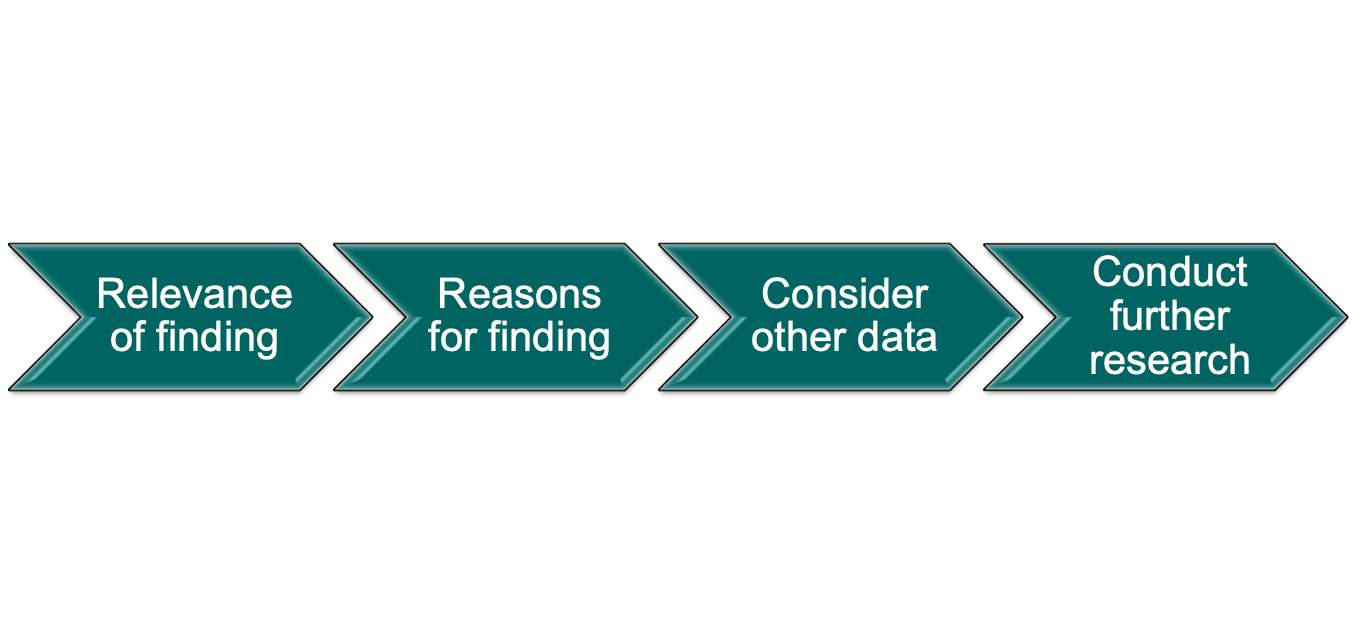 Relevance
of finding
Reasons
for finding
Consider
other data
Conduct
further
research